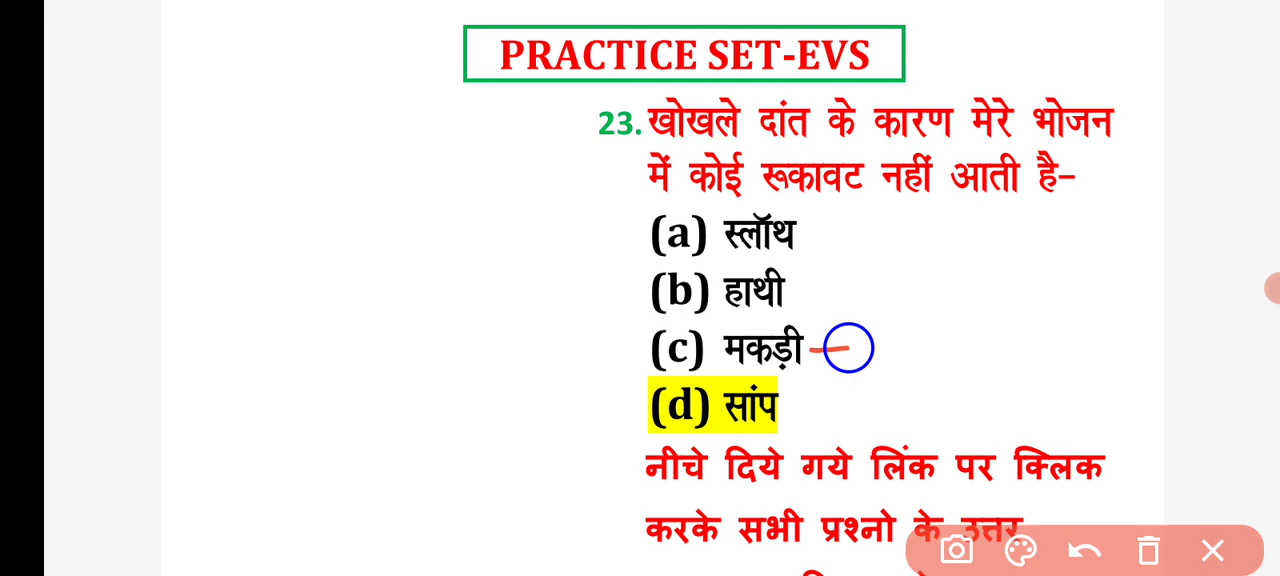 PRACTICE SET-EVS
23. खोखले दांत के कारण मेरे भोजन
में कोई रूकावट नहीं आती है-
(a) स्लॉथ
(b) हाथी
(c) मकड़ी
(d) सांप
नीचे दिये गये लिंक पर क्लिक
करके सभी प्रश्नो के उत्तर